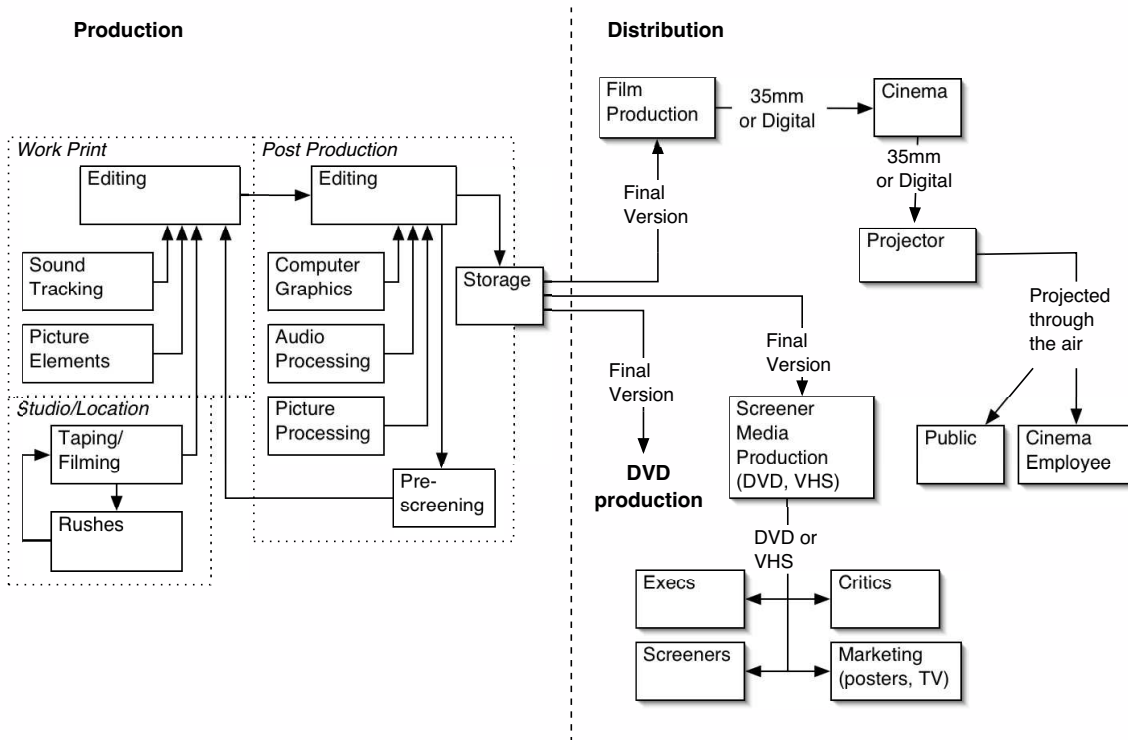 Production
Work Print
Editing
Sound
Tracking
Picture
Elements
Studio/Location
Taping/
Filming
Rushes
Post Production
Editing
Computer
Graphics
Audio
Processing
Picture
Processing
Pre-
screening
Storage
Distribution
Film
Production
35mm
or Digital
Cinema
35mm
or Digital
Projector
Projected
through
the air
Public
Cinema
Employee
Final
Version
Final
Version
Final
Version
DVD
production
Screener
Media
Production
(DVD, VHS)
DVD or
VHS
Execs
Critics
Screeners
Marketing
(posters, TV)